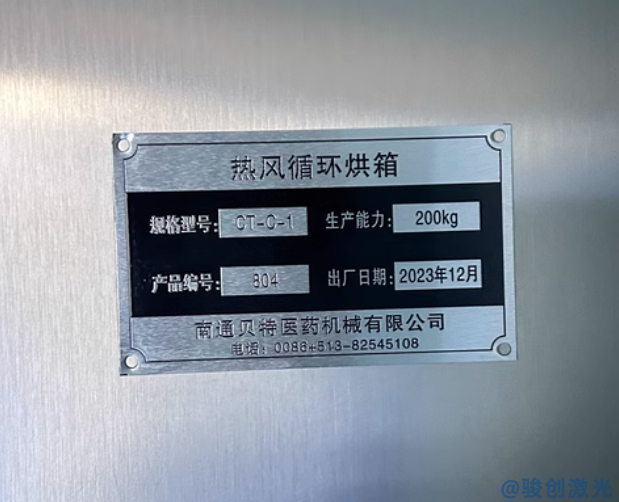 热风循环烘箱
规格型号: CT-C-1 生产能力: 200kg
产品编号: 804 出厂日期: 2023年12月
南通贝特医药机械有限公司
电话: 0086+513-82545108
@骏创激光